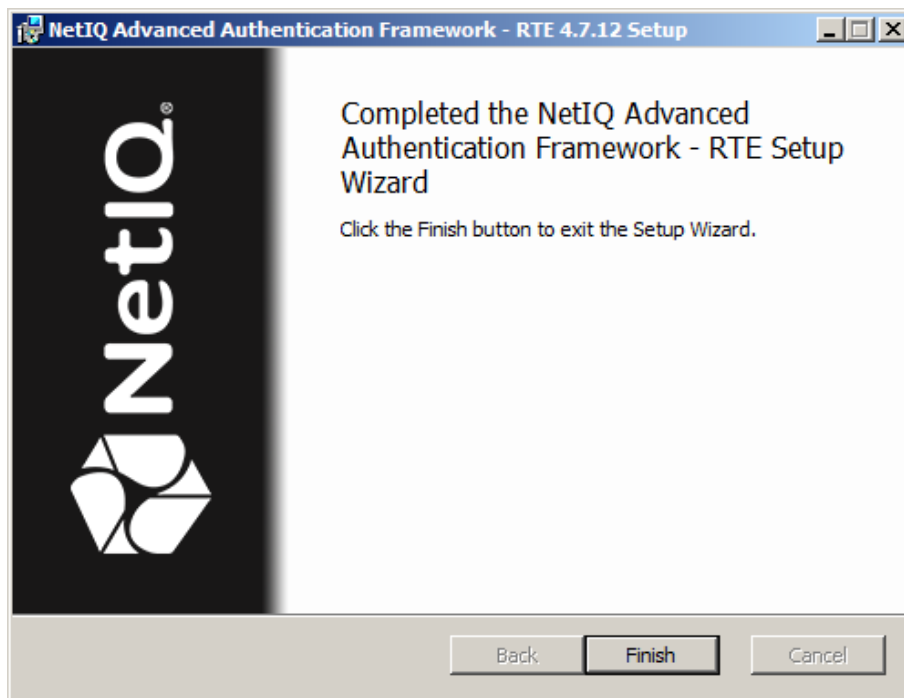 NetIQ Advanced Authentication Framework - RTE 4.7.12 Setup
NetIQ®
Completed the NetIQ Advanced
Authentication Framework - RTE Setup
Wizard
Click the Finish button to exit the Setup Wizard.
Back
Finish
Cancel